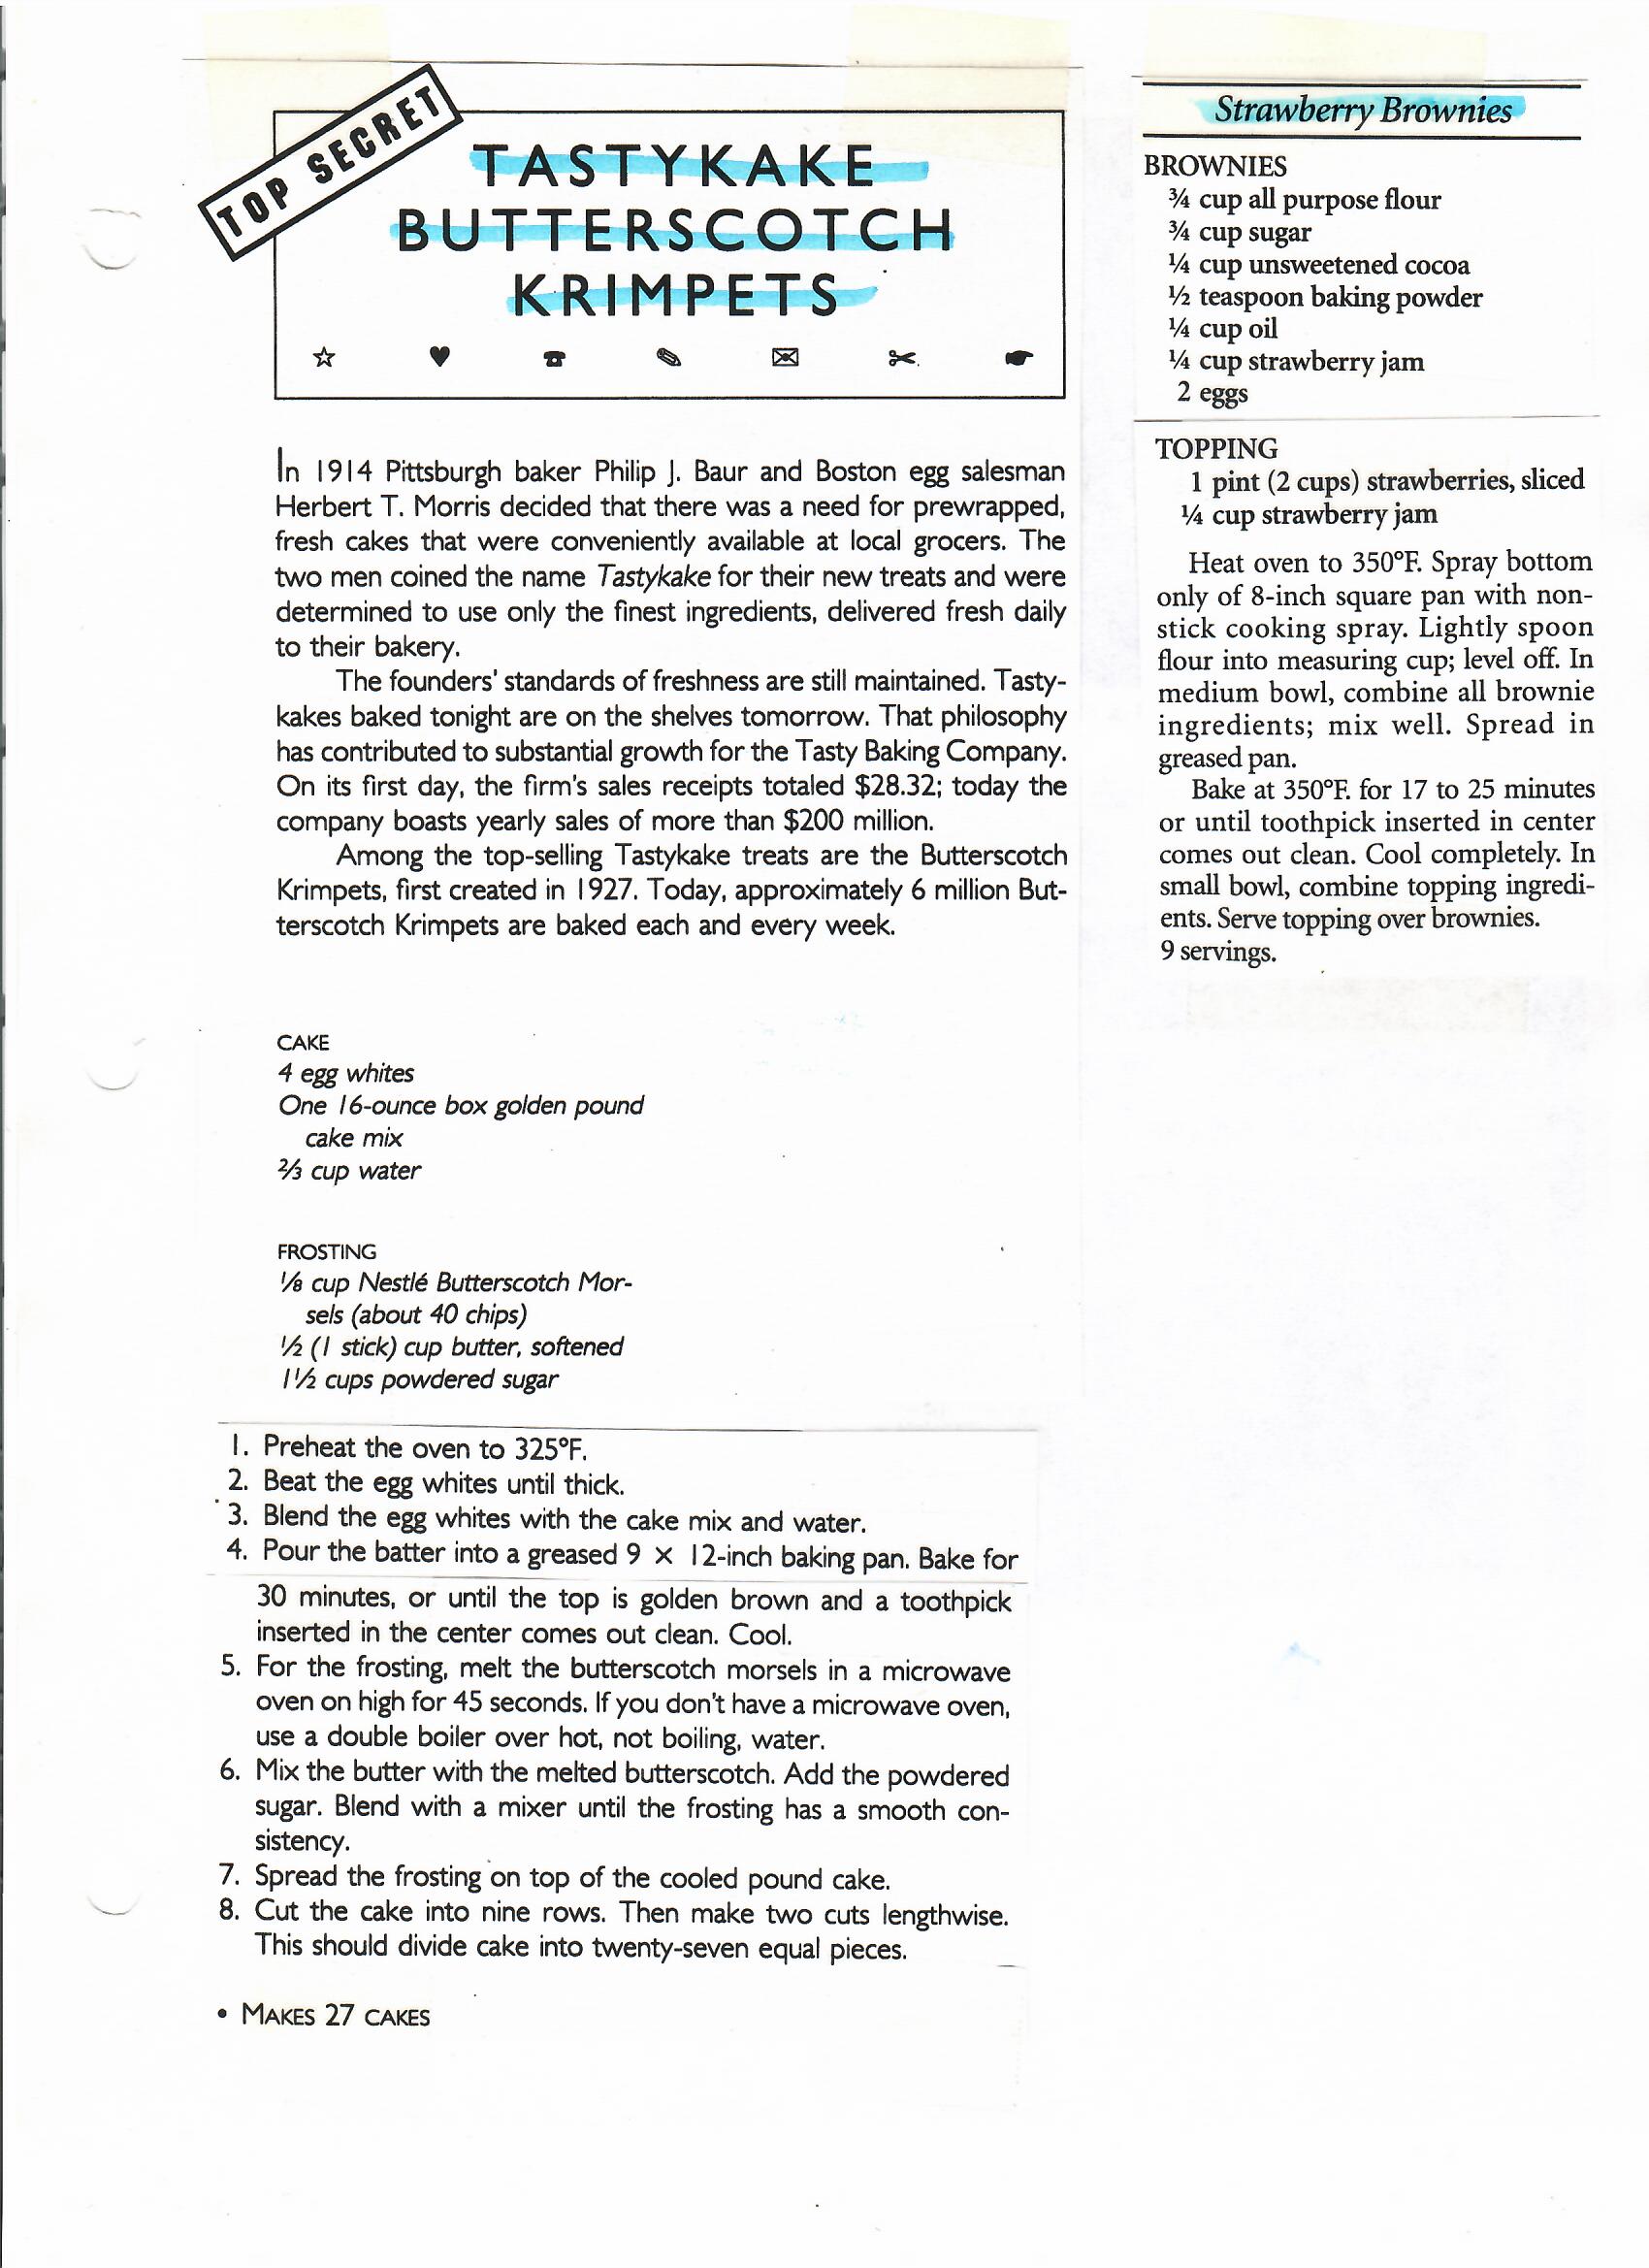 TOP SECRET
TASTYKAKE
BUTTERSCOTCH
KRIMPETS
In 1914 Pittsburgh baker Philip J. Baur and Boston egg salesman
Herbert T. Morris decided that there was a need for prewrapped,
fresh cakes that were conveniently available at local grocers. The
two men coined the name Tastykake for their new treats and were
determined to use only the finest ingredients, delivered fresh daily
to their bakery.
The founders' standards of freshness are still maintained. Tasty-
kakes baked tonight are on the shelves tomorrow. That philosophy
has contributed to substantial growth for the Tasty Baking Company.
On its first day, the firm's sales receipts totaled $28.32; today the
company boasts yearly sales of more than $200 million.
Among the top-selling Tastykake treats are the Butterscotch
Krimpets, first created in 1927. Today, approximately 6 million But-
terscotch Krimpets are baked each and every week.
CAKE
4 egg whites
One 16-ounce box golden pound
cake mix
⅔ cup water
FROSTING
⅛ cup Nestlé Butterscotch Mor-
sels (about 40 chips)
½ (1 stick) cup butter, softened
1½ cups powdered sugar
1. Preheat the oven to 325°F.
2. Beat the egg whites until thick.
3. Blend the egg whites with the cake mix and water.
4. Pour the batter into a greased 9 × 12-inch baking pan. Bake for
30 minutes, or until the top is golden brown and a toothpick
inserted in the center comes out clean. Cool.
5. For the frosting, melt the butterscotch morsels in a microwave
oven on high for 45 seconds. If you don't have a microwave oven,
use a double boiler over hot, not boiling, water.
6. Mix the butter with the melted butterscotch. Add the powdered
sugar. Blend with a mixer until the frosting has a smooth con-
sistency.
7. Spread the frosting on top of the cooled pound cake.
8. Cut the cake into nine rows. Then make two cuts lengthwise.
This should divide cake into twenty-seven equal pieces.
• MAKES 27 CAKES
Strawberry Brownies
BROWNIES
¾ cup all purpose flour
¾ cup sugar
¼ cup unsweetened cocoa
½ teaspoon baking powder
¼ cup oil
¼ cup strawberry jam
2 eggs
TOPPING
1 pint (2 cups) strawberries, sliced
¼ cup strawberry jam
Heat oven to 350°F. Spray bottom
only of 8-inch square pan with non-
stick cooking spray. Lightly spoon
flour into measuring cup; level off. In
medium bowl, combine all brownie
ingredients; mix well. Spread in
greased pan.
Bake at 350°F. for 17 to 25 minutes
or until toothpick inserted in center
comes out clean. Cool completely. In
small bowl, combine topping ingredi-
ents. Serve topping over brownies.
9 servings.